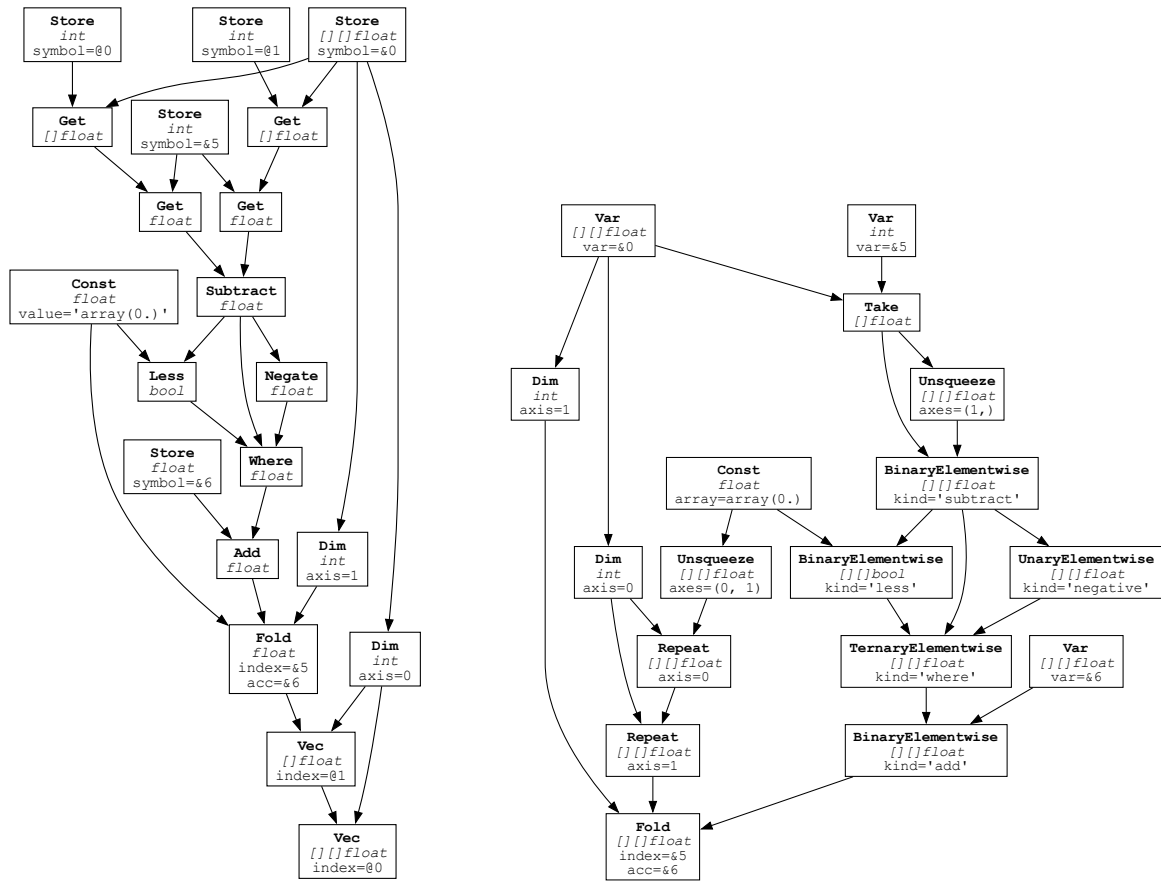 Store
int
symbol=@0
Store
int
symbol=@1
Store
[][]float
symbol=&0
Get
[]float
Store
int
symbol=&5
Get
[]float
Get
float
Get
float
Const
float
value='array(0.)'
Subtract
float
Less
bool
Negate
float
Store
float
symbol=&6
Where
float
Add
float
Dim
int
axis=1
Fold
float
index=&5
acc=&6
Dim
int
axis=0
Vec
[]float
index=@1
Vec
[][]float
index=@0
Var
[][]float
var=&0
Var
int
var=&5
Take
[]float
Dim
int
axis=1
Unsqueeze
[][]float
axes=(1,)
Const
float
array=array(0.)
BinaryElementwise
[][]float
kind='subtract'
Dim
int
axis=0
Unsqueeze
[][]float
axes=(0, 1)
BinaryElementwise
[][]bool
kind='less'
UnaryElementwise
[][]float
kind='negative'
Repeat
[][]float
axis=0
TernaryElementwise
[][]float
kind='where'
Var
[][]float
var=&6
Repeat
[][]float
axis=1
BinaryElementwise
[][]float
kind='add'
Fold
[][]float
index=&5
acc=&6